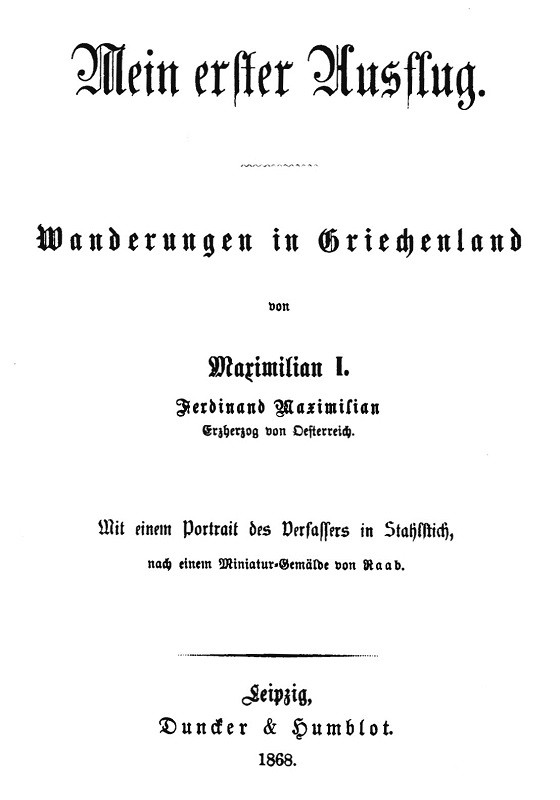 Mein erster Ausflug.
Wanderungen in Griechenland
von
Maximilian I.
Ferdinand Maximilian
Erzherzog von Oesterreich.
Mit einem Portrait des Verfassers in Stahlstich,
nach einem Miniatur-Gemälde von Raab.
Leipzig,
Duncker & Humblot.
1868.